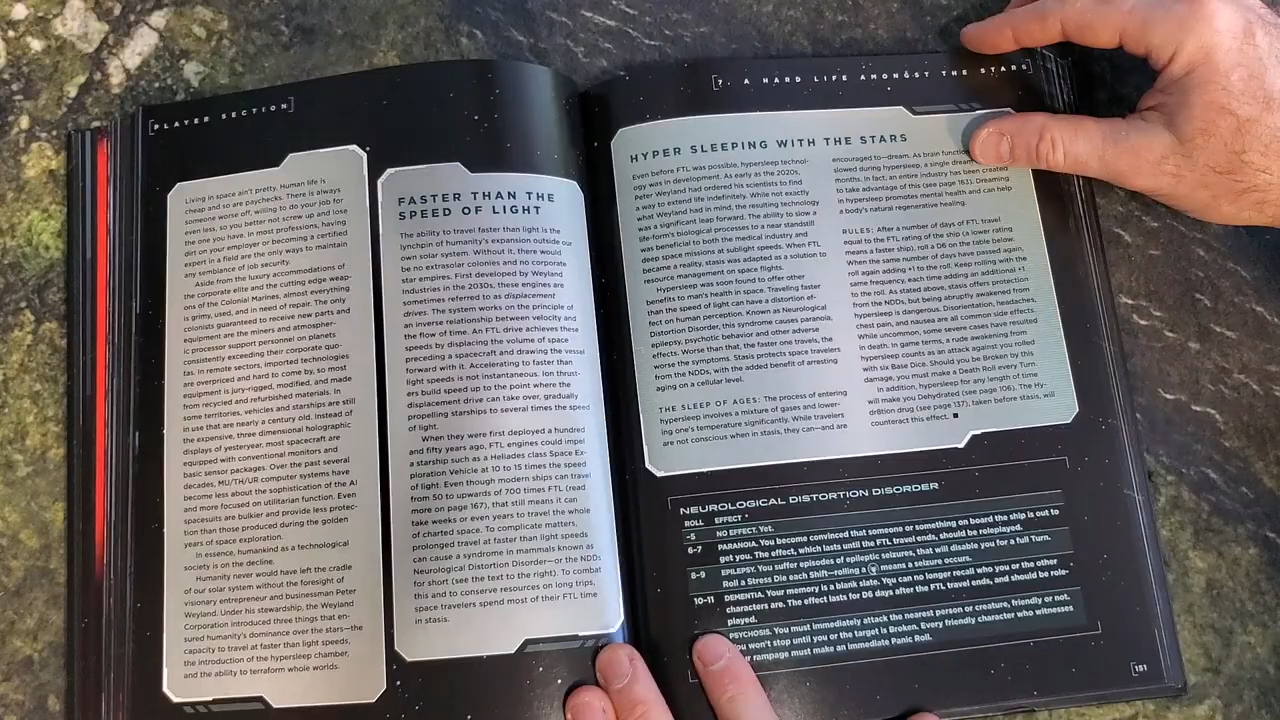 [PLAYER SECTION]
Living in space ain't pretty. Human life is
cheap and so are paychecks. There is always
someone worse off, willing to do your job for
even less, so you better not screw up and lose
the one you have. In most professions, having
dirt on your employer or becoming a certified
expert in a field are the only ways to maintain
any semblance of job security.
Aside from the luxury accommodations of
the corporate elite and the cutting edge weap-
ons of the Colonial Marines, almost everything
is grimy, used, and in need of repair. The only
colonists guaranteed to receive new parts and
equipment are the miners and atmospher-
ic processor support personnel on planets
consistently exceeding their corporate quo-
tas. In remote sectors, imported technologies
are overpriced and hard to come by, so most
equipment is jury-rigged, modified, and made
from recycled and refurbished materials. In
some territories, vehicles and starships are still
in use that are nearly a century old. Instead of
the expensive, three dimensional holographic
displays of yesteryear, most spacecraft are
equipped with conventional monitors and
basic sensor packages. Over the past several
decades, MU/TH/UR computer systems have
become less about the sophistication of the AI
and more focused on utilitarian function. Even
spacesuits are bulkier and provide less protec-
tion than those produced during the golden
years of space exploration.
In essence, humankind as a technological
society is on the decline.
Humanity never would have left the cradle
of our solar system without the foresight of
visionary entrepreneur and businessman Peter
Weyland. Under his stewardship, the Weyland
Corporation introduced three things that en-
sured humanity's dominance over the stars—the
capacity to travel at faster than light speeds,
the introduction of the hypersleep chamber,
and the ability to terraform whole worlds.
FASTER THAN THE
SPEED OF LIGHT
The ability to travel faster than light is the
lynchpin of humanity's expansion outside our
own solar system. Without it, there would
be no extrasolar colonies and no corporate
star empires. First developed by Weyland
Industries in the 2030s, these engines are
sometimes referred to as displacement
drives. The system works on the principle of
an inverse relationship between velocity and
the flow of time. An FTL drive achieves these
speeds by displacing the volume of space
preceding a spacecraft and drawing the vessel
forward with it. Accelerating to faster than
light speeds is not instantaneous. Ion thrust-
ers build speed up to the point where the
displacement drive can take over, gradually
propelling starships to several times the speed
of light.
When they were first deployed a hundred
and fifty years ago, FTL engines could impel
a starship such as a Heliades class Space Ex-
ploration Vehicle at 10 to 15 times the speed
of light. Even though modern ships can travel
from 50 to upwards of 700 times FTL (read
more on page 167), that still means it can
take weeks or even years to travel the whole
of charted space. To complicate matters,
prolonged travel at faster than light speeds
can cause a syndrome in mammals known as
Neurological Distortion Disorder—or the NDDs
for short (see the text to the right). To combat
this and to conserve resources on long trips,
space travelers spend most of their FTL time
in stasis.
[7. A HARD LIFE AMONGST THE STARS]
HYPER SLEEPING WITH THE STARS
Even before FTL was possible, hypersleep technol-
ogy was in development. As early as the 2020s,
Peter Weyland had ordered his scientists to find
a way to extend life indefinitely. While not exactly
what Weyland had in mind, the resulting technology
was a significant leap forward. The ability to slow a
life-form's biological processes to a near standstill
was beneficial to both the medical industry and
deep space missions at sublight speeds. When FTL
became a reality, stasis was adapted as a solution to
resource management on space flights.
Hypersleep was soon found to offer other
benefits to man's health in space. Traveling faster
than the speed of light can have a distortion ef-
fect on human perception. Known as Neurological
Distortion Disorder, this syndrome causes paranoia,
epilepsy, psychotic behavior and other adverse
effects. Worse than that, the faster one travels, the
worse the symptoms. Stasis protects space travelers
from the NDDs, with the added benefit of arresting
aging on a cellular level.
THE SLEEP OF AGES: The process of entering
hypersleep involves a mixture of gases and lower-
ing one's temperature significantly. While travelers
are not conscious when in stasis, they can—and are
encouraged to—dream. As brain
slowed during hypersleep, a single dream
months. In fact, an entire industry has been created
to take advantage of this (see page 163). Dreaming
in hypersleep promotes mental health and can help
a body's natural regenerative healing.
RULES: After a number of days of FTL travel
equal to the FTL rating of the ship (a lower rating
means a faster ship), roll a D6 on the table below.
When the same number of days have passed again,
roll again adding +1 to the roll. Keep rolling with the
same frequency, each time adding an additional +1
to the roll. As stated above, stasis offers protection
from the NDDs, but being abruptly awakened from
hypersleep is dangerous. Disorientation, headaches,
chest pain, and nausea are all common side effects.
While uncommon, some severe cases have resulted
in death. In game terms, a rude awakening from
hypersleep counts as an attack against you rolled
with six Base Dice. Should you be Broken by this
damage, you must make a Death Roll every Turn.
In addition, hypersleep for any length of time
will make you Dehydrated (see page 106). The Hy-
dr8tion drug (see page 137), taken before stasis, will
counteract this effect. ■
NEUROLOGICAL DISTORTION DISORDER
ROLL EFFECT
–5 NO EFFECT. Yet.
6–7 PARANOIA. You become convinced that someone or something on board the ship is out to
get you. The effect, which lasts until the FTL travel ends, and should be roleplayed.
8–9 EPILEPSY. You suffer episodes of epileptic seizures, that will disable you for a full Turn.
Roll a Stress Die each Shift—rolling a means a seizure occurs.
10–11 DEMENTIA. Your memory is a blank slate. You can no longer recall who you or the other
characters are. The effect lasts for D6 days after the FTL travel ends, and should be role-
played.
PSYCHOSIS. You must immediately attack the nearest person or creature, friendly or not.
You won't stop until you or the target is Broken. Every friendly character who witnesses
rampage must make an immediate Panic Roll.
[151